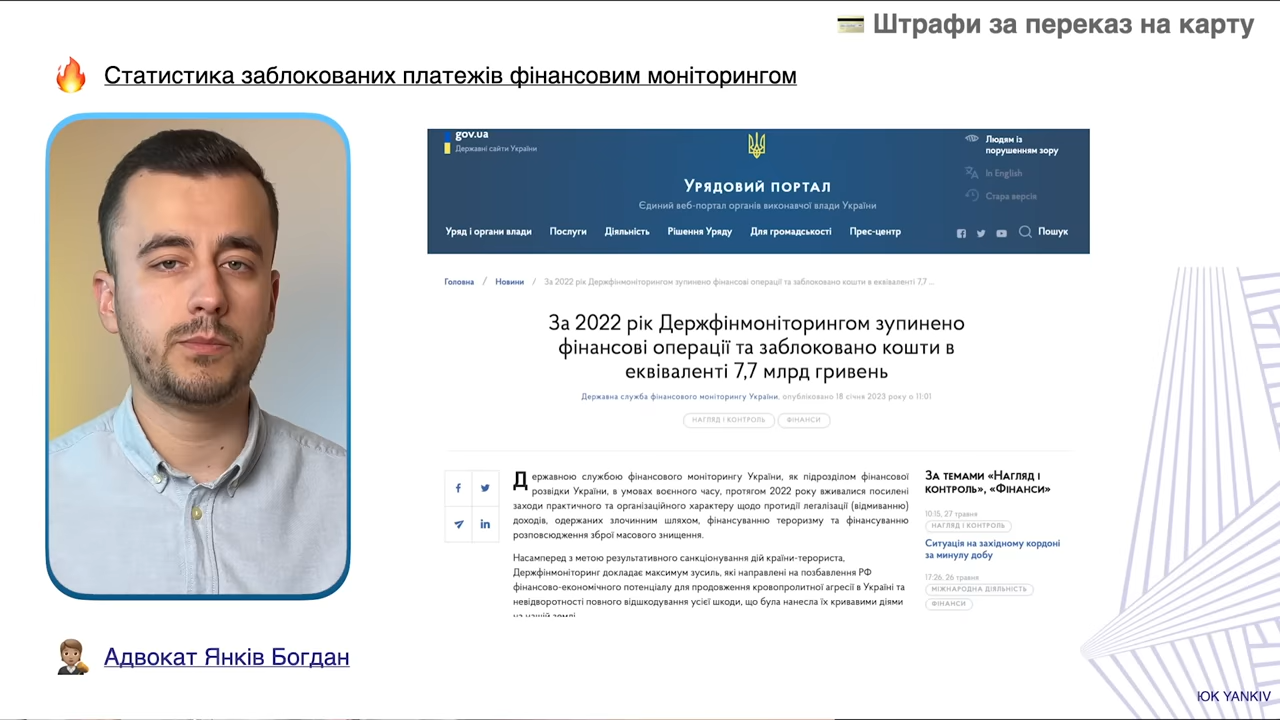 Штрафи за переказ на карту
Статистика заблокованих платежів фінансовим моніторингом
gov.ua
Державні сайти України
Людям із
порушенням зору
In English
Стара версія
Урядовий портал
Єдиний веб-портал органів виконавчої влади України
Уряд і органи влади Послуги Діяльність Рішення Уряду Для громадськості Прес-центр Пошук
Головна / Новини / За 2022 рік Держфінмоніторингом зупинено фінансові операції та заблоковано кошти в еквіваленті 7,7 ...
За 2022 рік Держфінмоніторингом зупинено
фінансові операції та заблоковано кошти в
еквіваленті 7,7 млрд гривень
Державна служба фінансового моніторингу України, опубліковано 18 січня 2023 року о 11:01
НАГЛЯД І КОНТРОЛЬ ФІНАНСИ
Державною службою фінансового моніторингу України, як підрозділом фінансової
розвідки України, в умовах воєнного часу, протягом 2022 року вживалися посилені
заходи практичного та організаційного характеру щодо протидії легалізації (відмиванню)
доходів, одержаних злочинним шляхом, фінансуванню тероризму та фінансуванню
розповсюдження зброї масового знищення.
Насамперед з метою результативного санкціонування дій країни-терориста,
Держфінмоніторинг докладає максимум зусиль, які направлені на позбавлення РФ
фінансово-економічного потенціалу для продовження кровопролитної агресії в Україні та
невідворотності повного відшкодування усієї шкоди, що була нанесла їх кривавими діями
на нашій землі.
За темами «Нагляд і
контроль», «Фінанси»
10:15, 27 травня
НАГЛЯД І КОНТРОЛЬ
Ситуація на західному кордоні
за минулу добу
17:26, 26 травня
МІЖНАРОДНА ДІЯЛЬНІСТЬ
ФІНАНСИ
Адвокат Янків Богдан
ЮК YANKIV